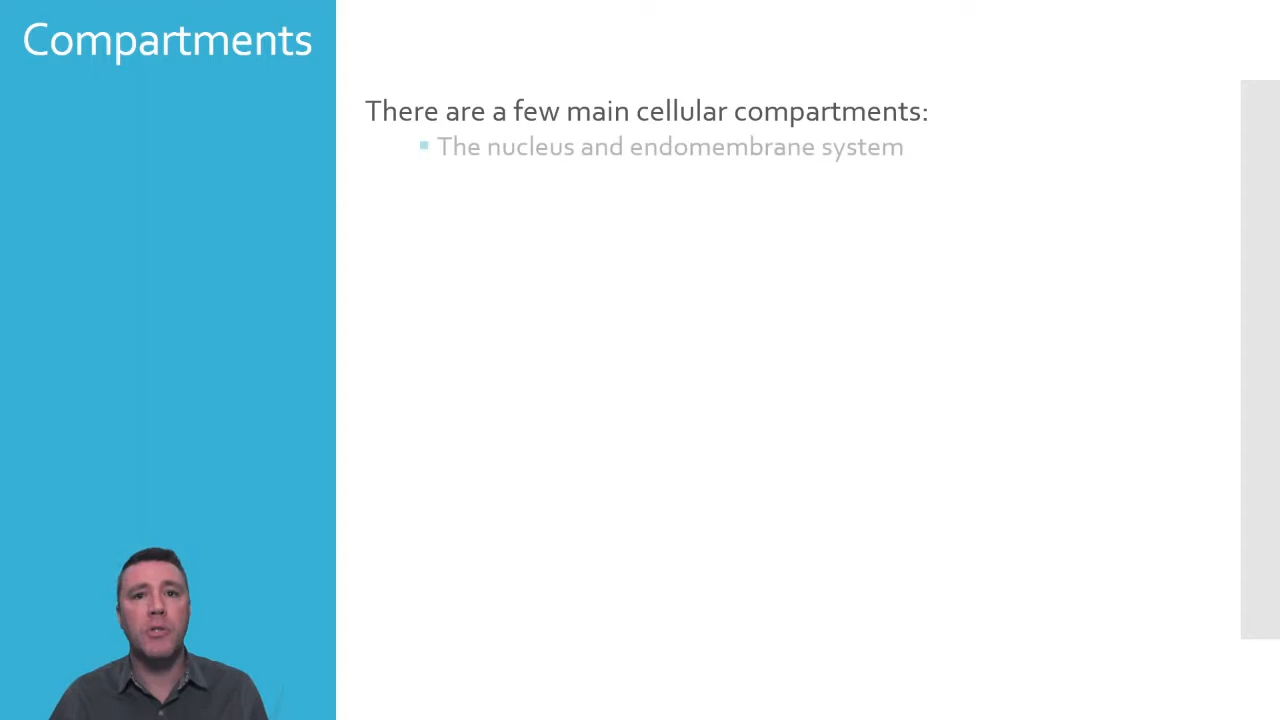 Compartments
There are a few main cellular compartments:
The nucleus and endomembrane system